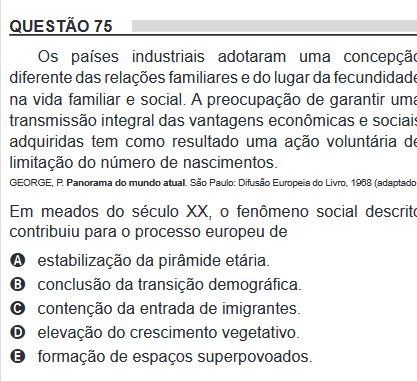 QUESTÃO 75
Os países industriais adotaram uma concepção
diferente das relações familiares e do lugar da fecundidade
na vida familiar e social. A preocupação de garantir uma
transmissão integral das vantagens econômicas e sociais
adquiridas tem como resultado uma ação voluntária de
limitação do número de nascimentos.
GEORGE, P. Panorama do mundo atual. São Paulo: Difusão Europeia do Livro, 1968 (adaptado
Em meados do século XX, o fenômeno social descrito
contribuiu para o processo europeu de
A estabilização da pirâmide etária.
B conclusão da transição demográfica.
C contenção da entrada de imigrantes.
D elevação do crescimento vegetativo.
E formação de espaços superpovoados.